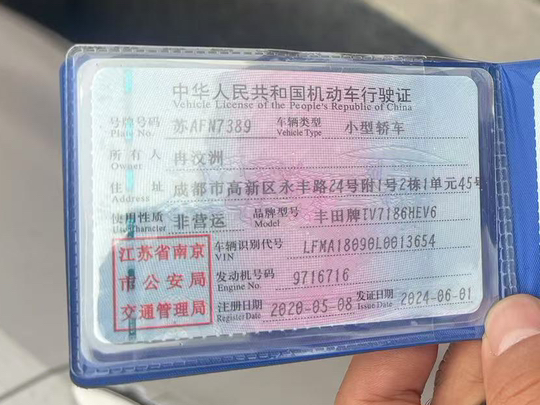 中华人民共和国机动车行驶证
Vehicle License of the People's Republic of China
号牌号码 Plate No. 苏AFN7389 车辆类型 Vehicle Type 小型轿车
所有人 Owner 冉汶洲
住址 Address 成都市高新区永丰路24号附1号2栋1单元45号
使用性质 Use Character 非营运 品牌型号 Model 丰田牌IV7186HEV6
江苏省南京 车辆识别代号 VIN LFMA18090L0013654
市公安局 发动机号码 Engine No. 9716716
交通管理局 注册日期 Register Date 2020-05-08 发证日期 Issue Date 2024-06-01